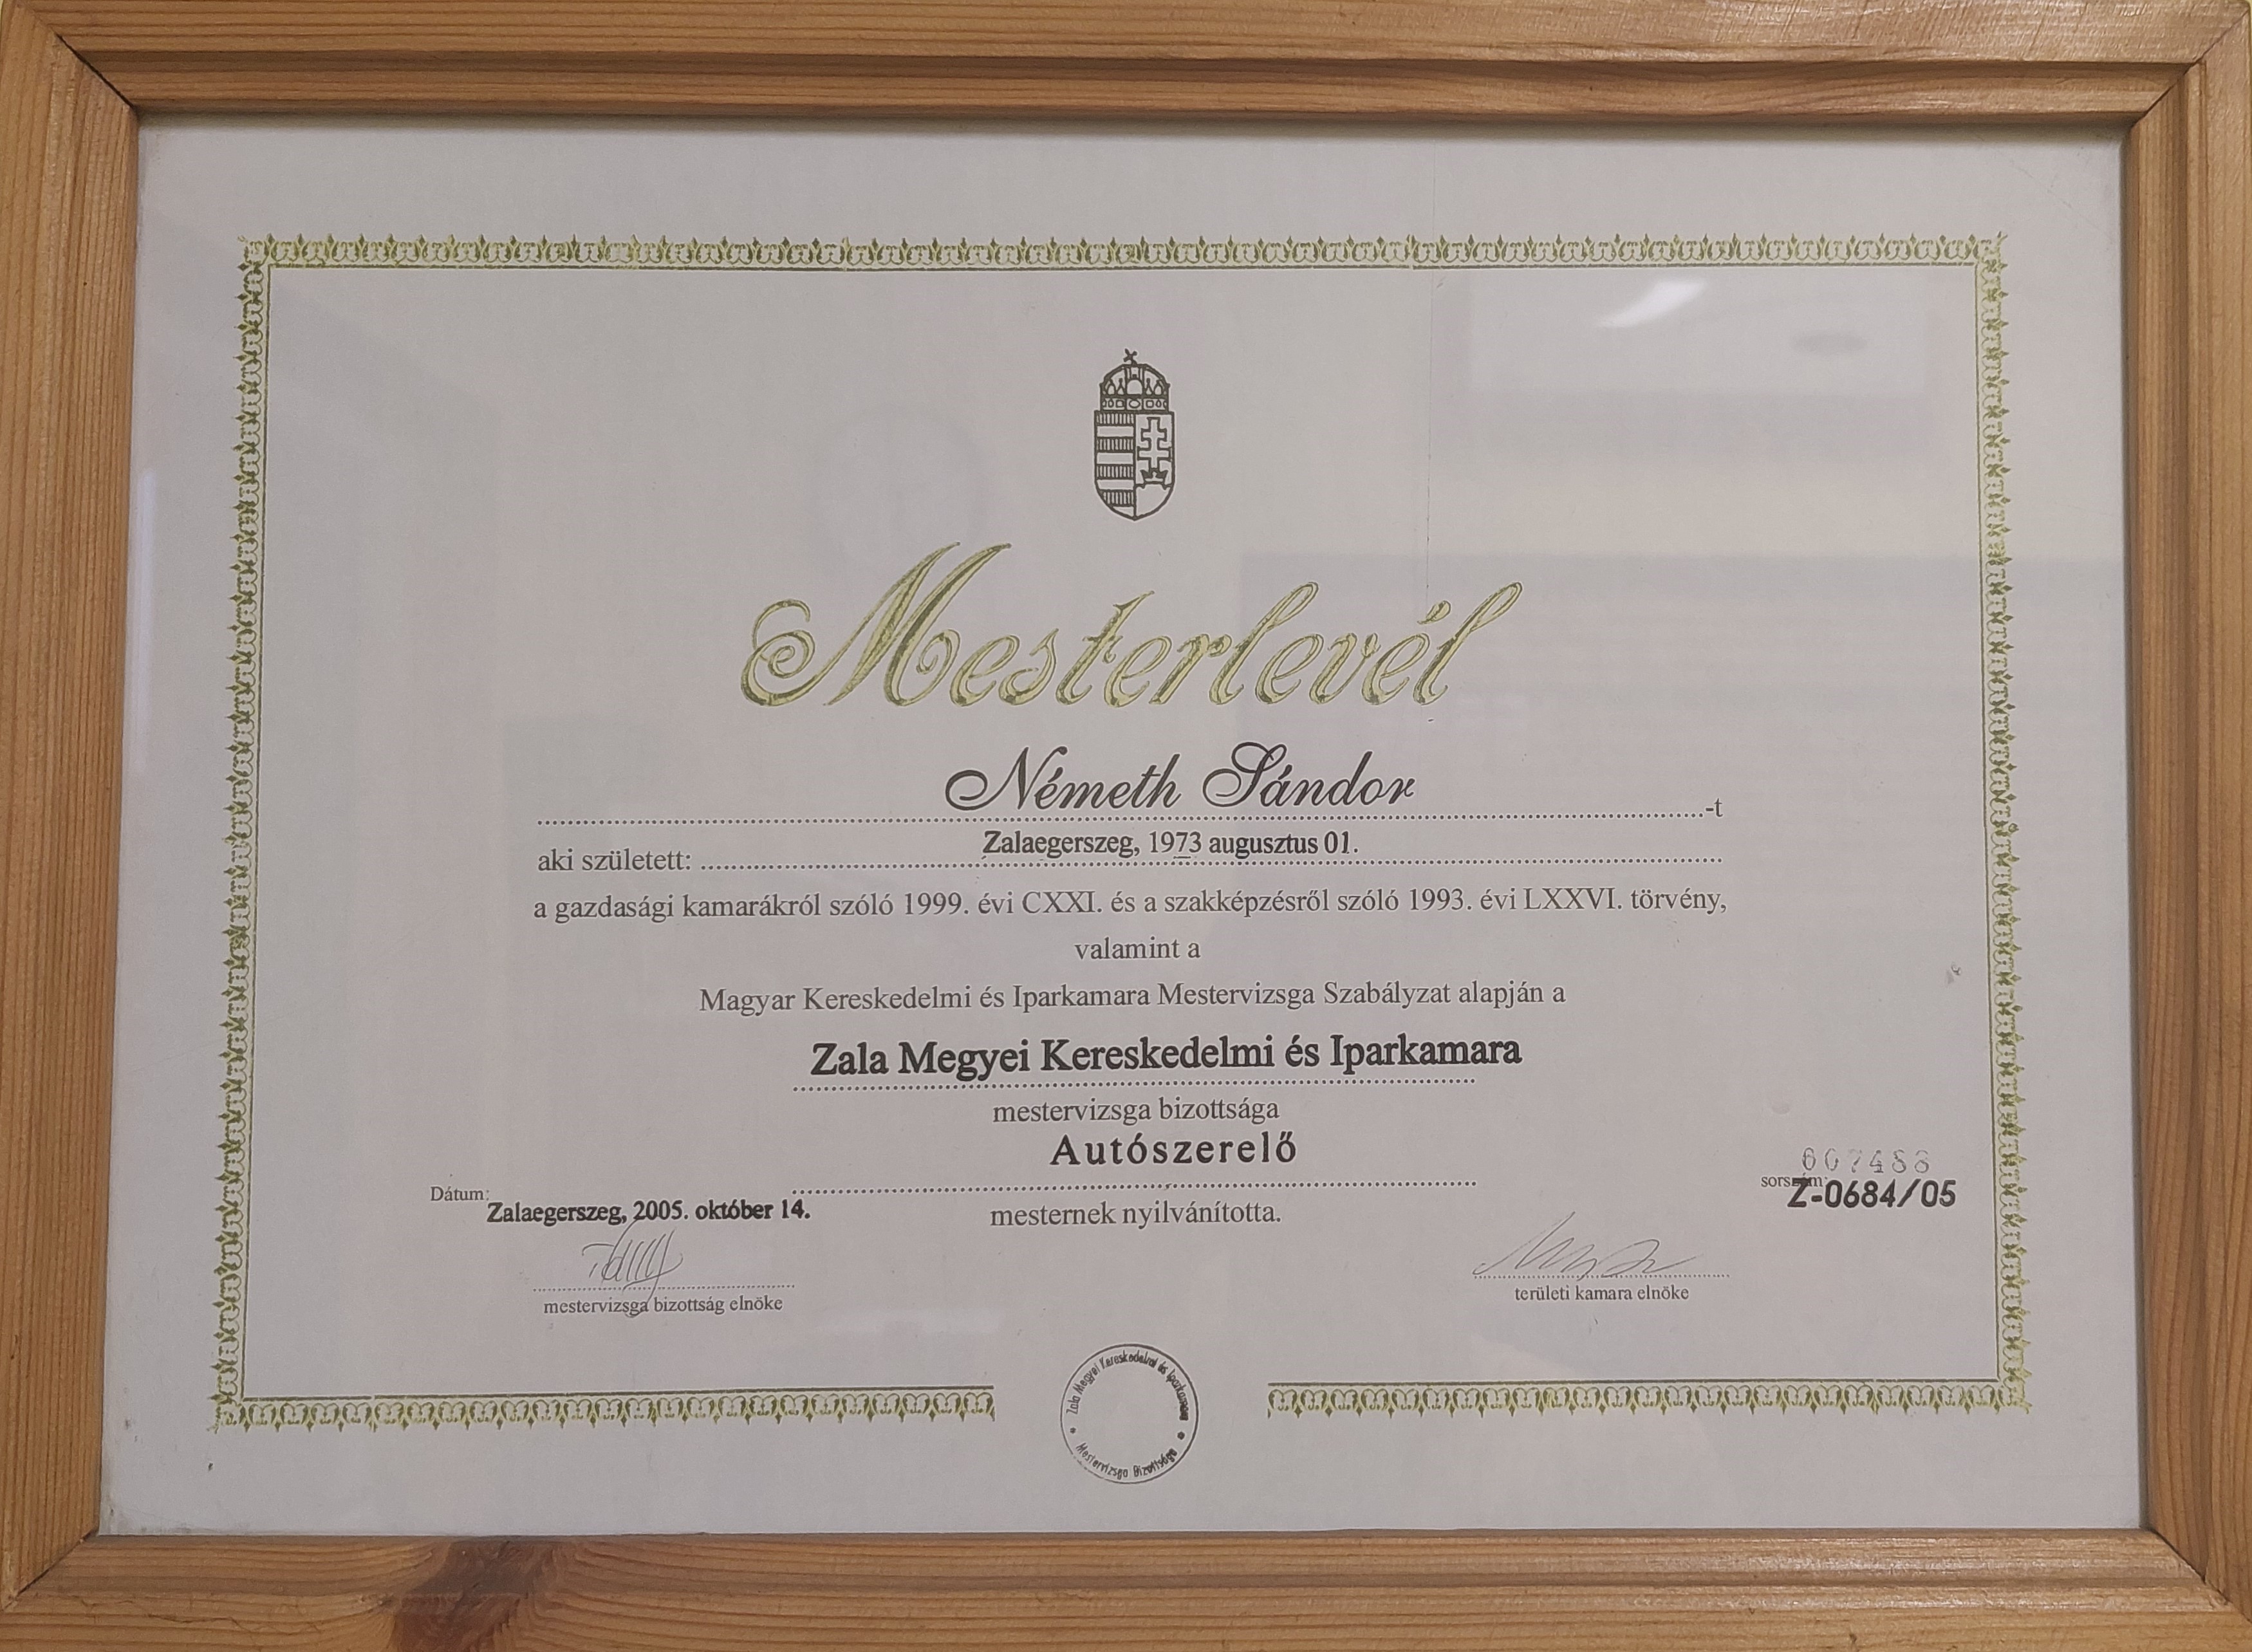 Mesterlevél
Németh Sándor -t
aki született: Zalaegerszeg, 1973 augusztus 01.
a gazdasági kamarákról szóló 1999. évi CXXI. és a szakképzésről szóló 1993. évi LXXVI. törvény,
valamint a
Magyar Kereskedelmi és Iparkamara Mestervizsga Szabályzat alapján a
Zala Megyei Kereskedelmi és Iparkamara
mestervizsga bizottsága
Autószerelő
mesternek nyilvánította.
Dátum: Zalaegerszeg, 2005. október 14.
607488
sorszám: Z-0684/05
mestervizsga bizottság elnöke
területi kamara elnöke
Zala Megyei Kereskedelmi és Iparkamara
Mestervizsga Bizottsága